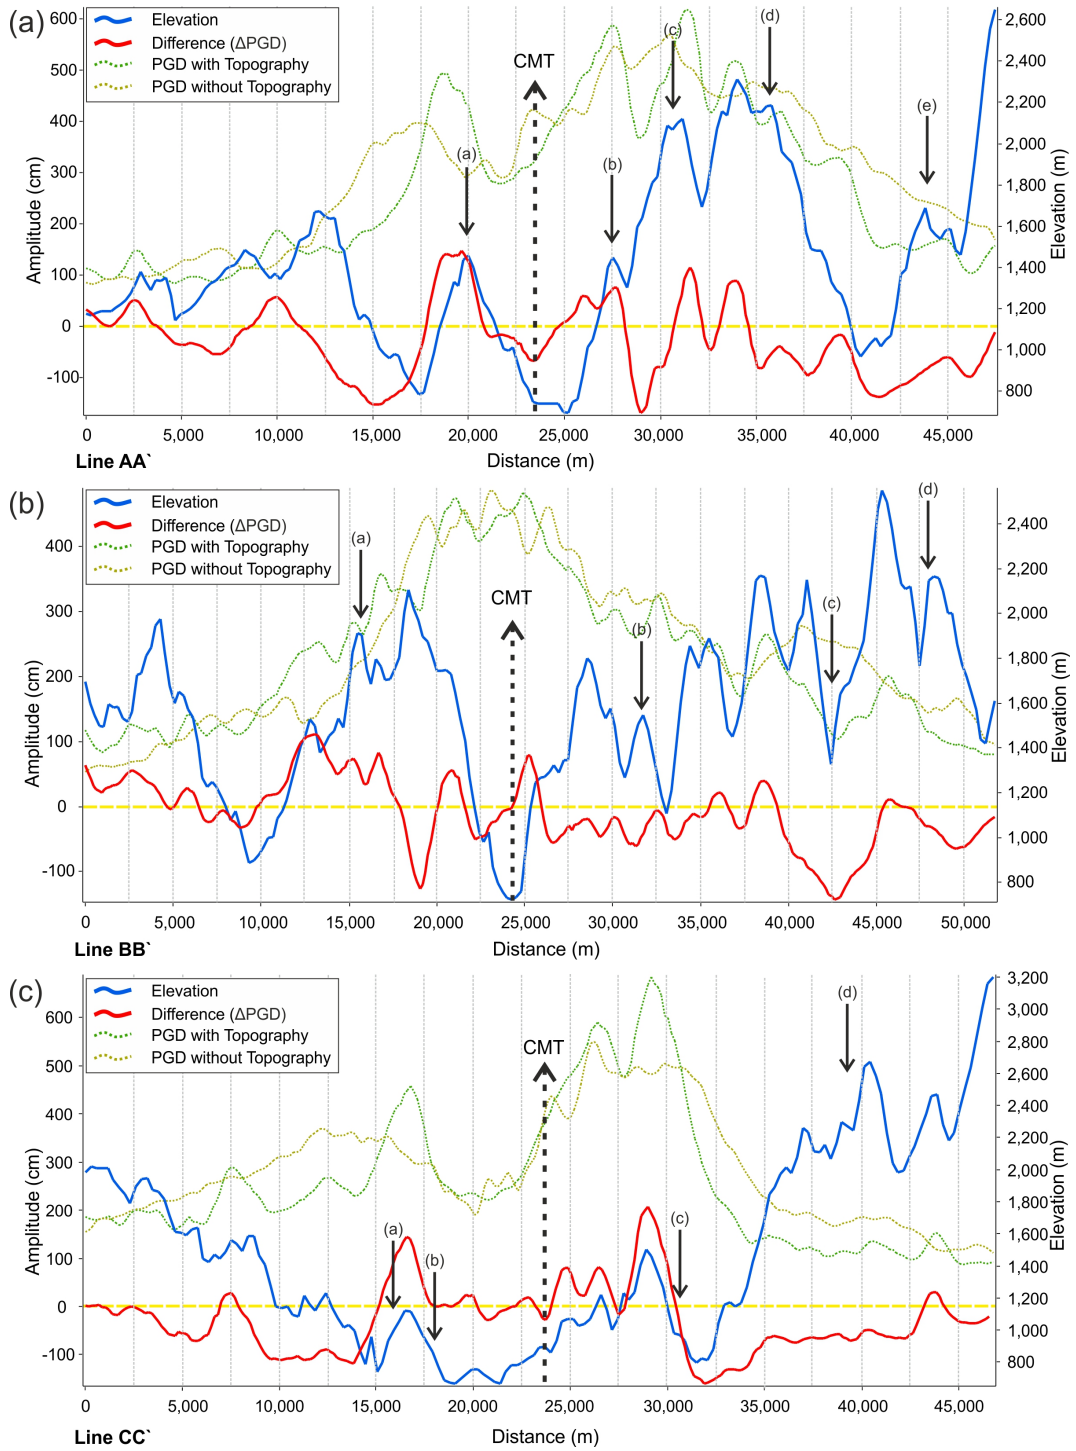 (a)
Elevation
Difference (ΔPGD)
PGD with Topography
PGD without Topography
600
500
400
300
200
100
0
-100
Amplitude (cm)
2,600
2,400
2,200
2,000
1,800
1,600
1,400
1,200
1,000
800
Elevation (m)
(a)
CMT
(b)
(c)
(d)
(e)
0 5,000 10,000 15,000 20,000 25,000 30,000 35,000 40,000 45,000
Line AA`
Distance (m)
(b)
Elevation
Difference (ΔPGD)
PGD with Topography
PGD without Topography
400
300
200
100
0
-100
Amplitude (cm)
2,400
2,200
2,000
1,800
1,600
1,400
1,200
1,000
800
Elevation (m)
(a)
CMT
(b)
(c)
(d)
0 5,000 10,000 15,000 20,000 25,000 30,000 35,000 40,000 45,000 50,000
Line BB`
Distance (m)
(c)
Elevation
Difference (ΔPGD)
PGD with Topography
PGD without Topography
600
500
400
300
200
100
0
-100
Amplitude (cm)
3,200
3,000
2,800
2,600
2,400
2,200
2,000
1,800
1,600
1,400
1,200
1,000
800
Elevation (m)
(a)
(b)
CMT
(c)
(d)
0 5,000 10,000 15,000 20,000 25,000 30,000 35,000 40,000 45,000
Line CC`
Distance (m)